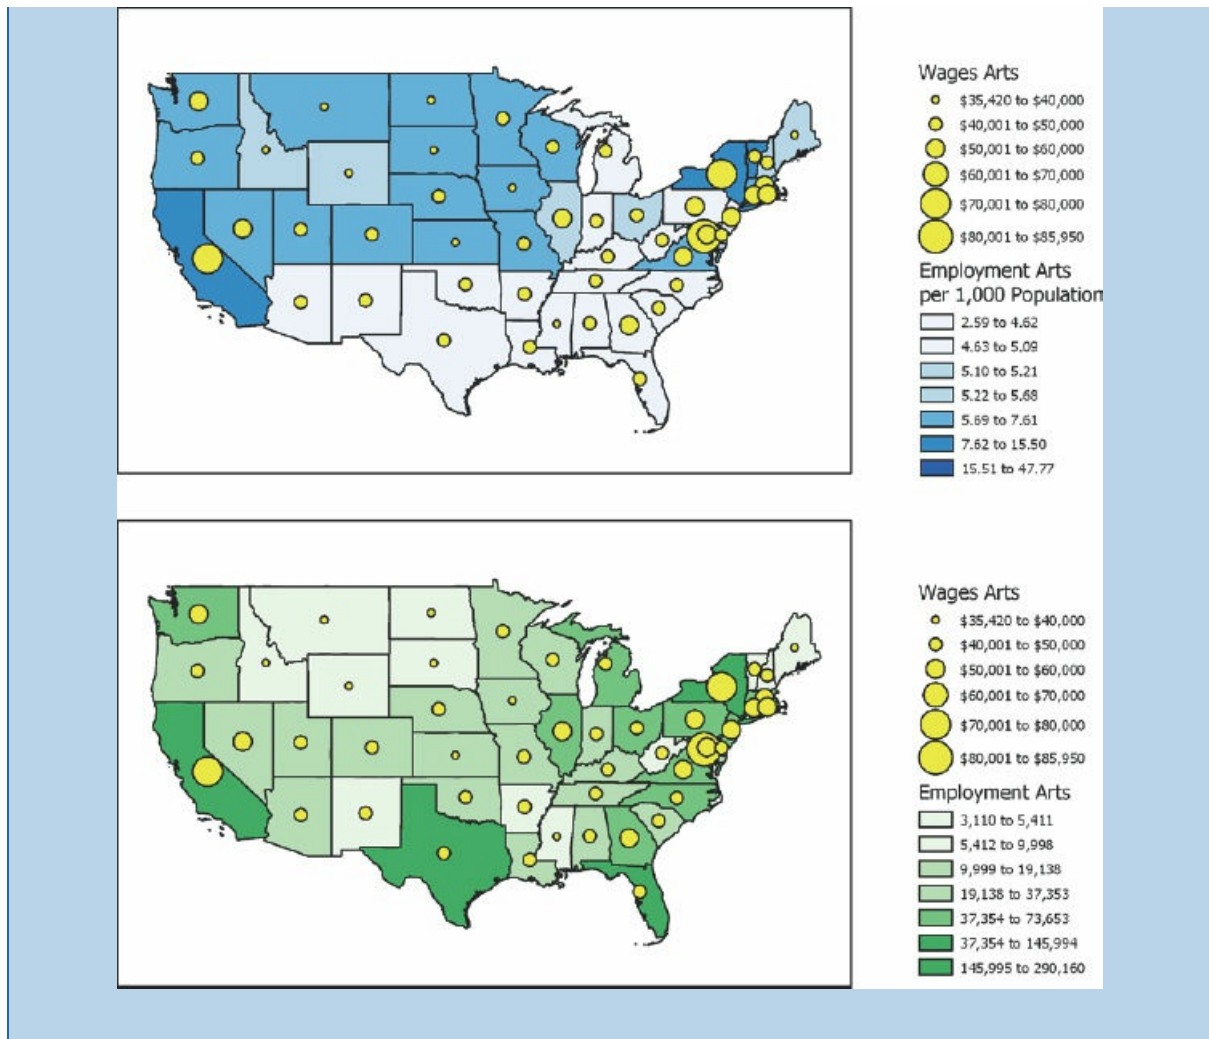 Wages Arts
$35,420 to $40,000
$40,001 to $50,000
$50,001 to $60,000
$60,001 to $70,000
$70,001 to $80,000
$80,001 to $85,950
Employment Arts
per 1,000 Population
2.59 to 4.62
4.63 to 5.09
5.10 to 5.21
5.22 to 5.68
5.69 to 7.61
7.62 to 15.50
15.51 to 47.77
Wages Arts
$35,420 to $40,000
$40,001 to $50,000
$50,001 to $60,000
$60,001 to $70,000
$70,001 to $80,000
$80,001 to $85,950
Employment Arts
3,110 to 5,411
5,412 to 9,998
9,999 to 19,138
19,138 to 37,353
37,354 to 73,653
37,354 to 145,994
145,995 to 290,160